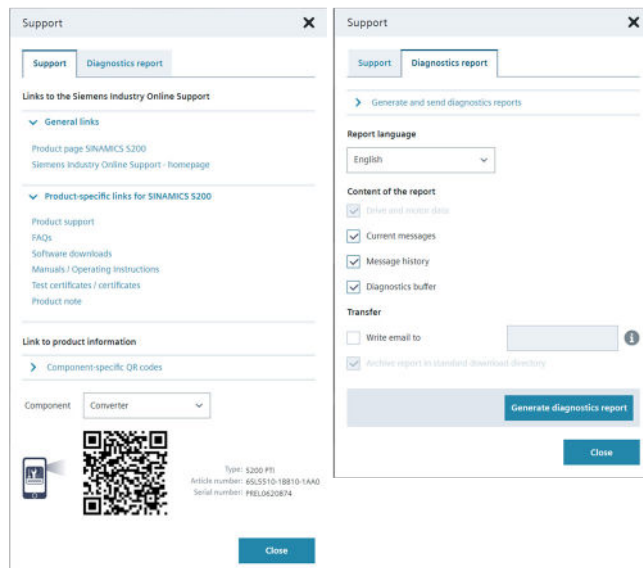 Support
Support
Diagnostics report
Links to the Siemens Industry Online Support
General links
Product page SINAMICS S200
Siemens Industry Online Support - homepage
Product-specific links for SINAMICS S200
Product support
FAQs
Software downloads
Manuals / Operating Instructions
Test certificates / certificates
Product note
Link to product information
Component-specific QR codes
Component Converter
Type: S200 PTI
Article number: 6SL5510-1BB10-1AA0
Serial number: PREL0620874
Close
Support
Support
Diagnostics report
Generate and send diagnostics reports
Report language
English
Content of the report
Drive and motor data
Current messages
Message history
Diagnostics buffer
Transfer
Write email to
Archive report in standard download directory
Generate diagnostics report
Close